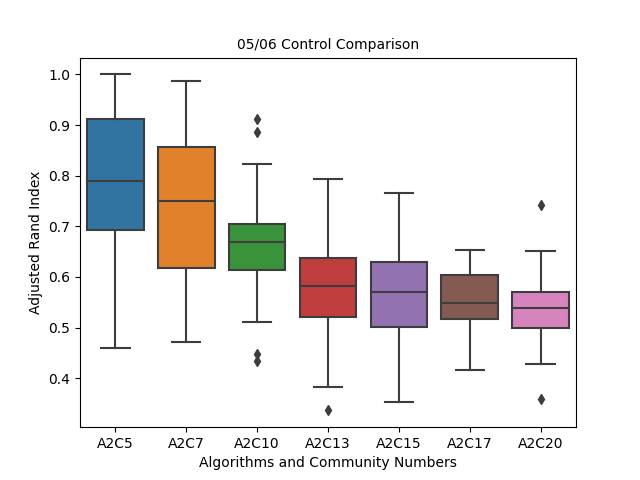 05/06 Control Comparison
1.0
0.9
0.8
0.7
0.6
0.5
0.4
Adjusted Rand Index
A2C5 A2C7 A2C10 A2C13 A2C15 A2C17 A2C20
Algorithms and Community Numbers